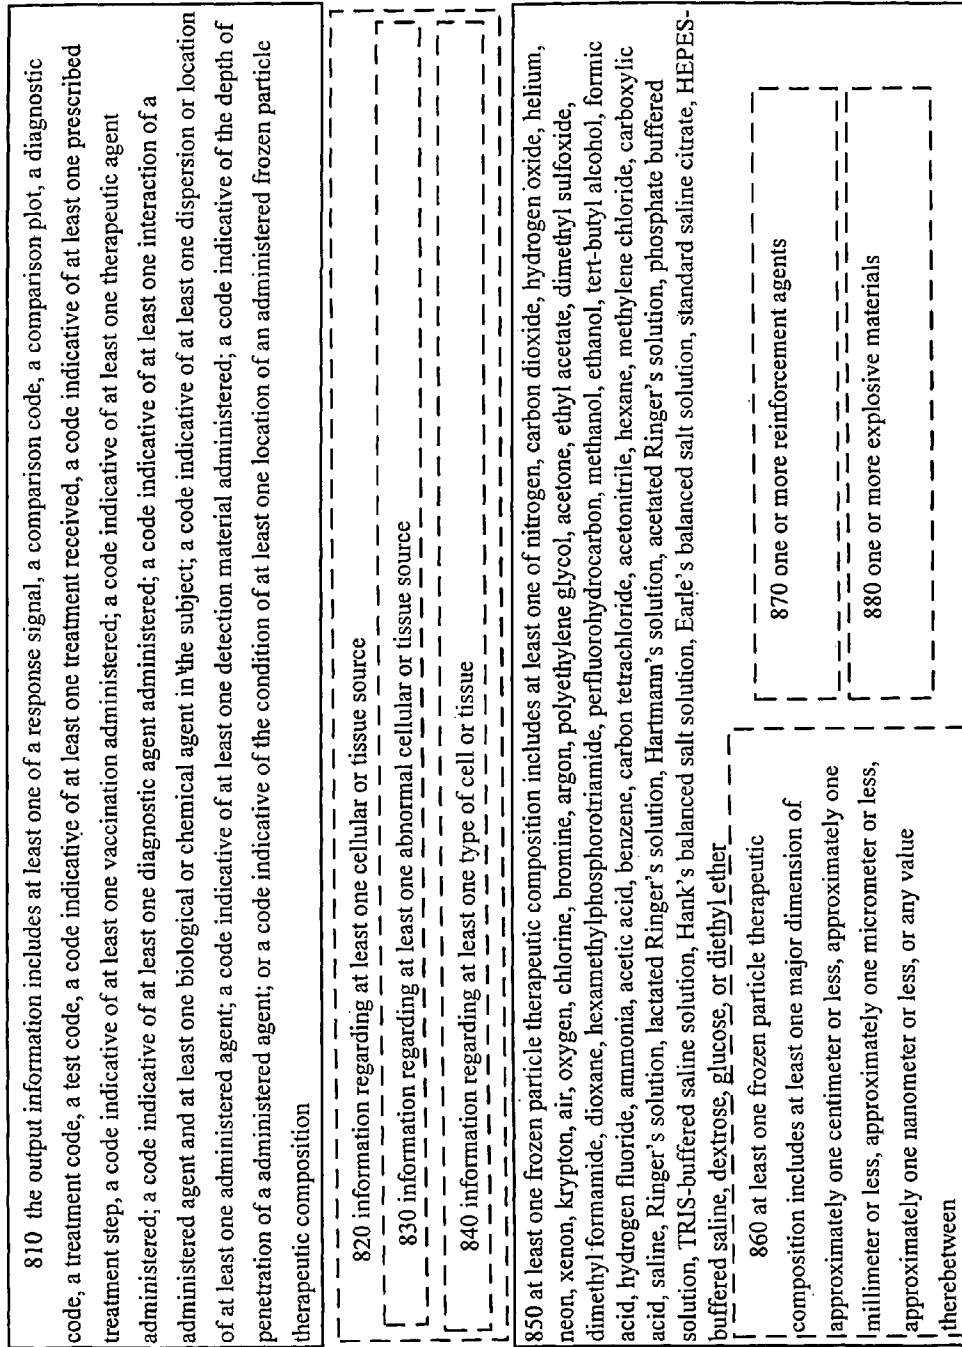 810 the output information includes at least one of a response signal, a comparison code, a comparison plot, a diagnostic
code, a treatment code, a test code, a code indicative of at least one treatment received, a code indicative of at least one prescribed
treatment step, a code indicative of at least one vaccination administered; a code indicative of at least one therapeutic agent
administered; a code indicative of at least one diagnostic agent administered; a code indicative of at least one interaction of a
administered agent and at least one biological or chemical agent in the subject; a code indicative of at least one dispersion or location
of at least one administered agent; a code indicative of at least one detection material administered; a code indicative of the depth of
penetration of a administered agent; or a code indicative of the condition of at least one location of an administered frozen particle
therapeutic composition
820 information regarding at least one cellular or tissue source
830 information regarding at least one abnormal cellular or tissue source
840 information regarding at least one type of cell or tissue
850 at least one frozen particle therapeutic composition includes at least one of nitrogen, carbon dioxide, hydrogen oxide, helium,
neon, xenon, krypton, air, oxygen, chlorine, bromine, argon, polyethylene glycol, acetone, ethyl acetate, dimethyl sulfoxide,
dimethyl formamide, dioxane, hexamethylphosphorotriamide, perfluorohydrocarbon, methanol, ethanol, tert-butyl alcohol, formic
acid, hydrogen fluoride, ammonia, acetic acid, benzene, carbon tetrachloride, acetonitrile, hexane, methylene chloride, carboxylic
acid, saline, Ringer's solution, lactated Ringer's solution, Hartmann's solution, acetated Ringer's solution, phosphate buffered
solution, TRIS-buffered saline solution, Hank's balanced salt solution, Earle's balanced salt solution, standard saline citrate, HEPES-
buffered saline, dextrose, glucose, or diethyl ether
860 at least one frozen particle therapeutic
composition includes at least one major dimension of
approximately one centimeter or less, approximately one
millimeter or less, approximately one micrometer or less,
approximately one nanometer or less, or any value
therebetween
870 one or more reinforcement agents
880 one or more explosive materials